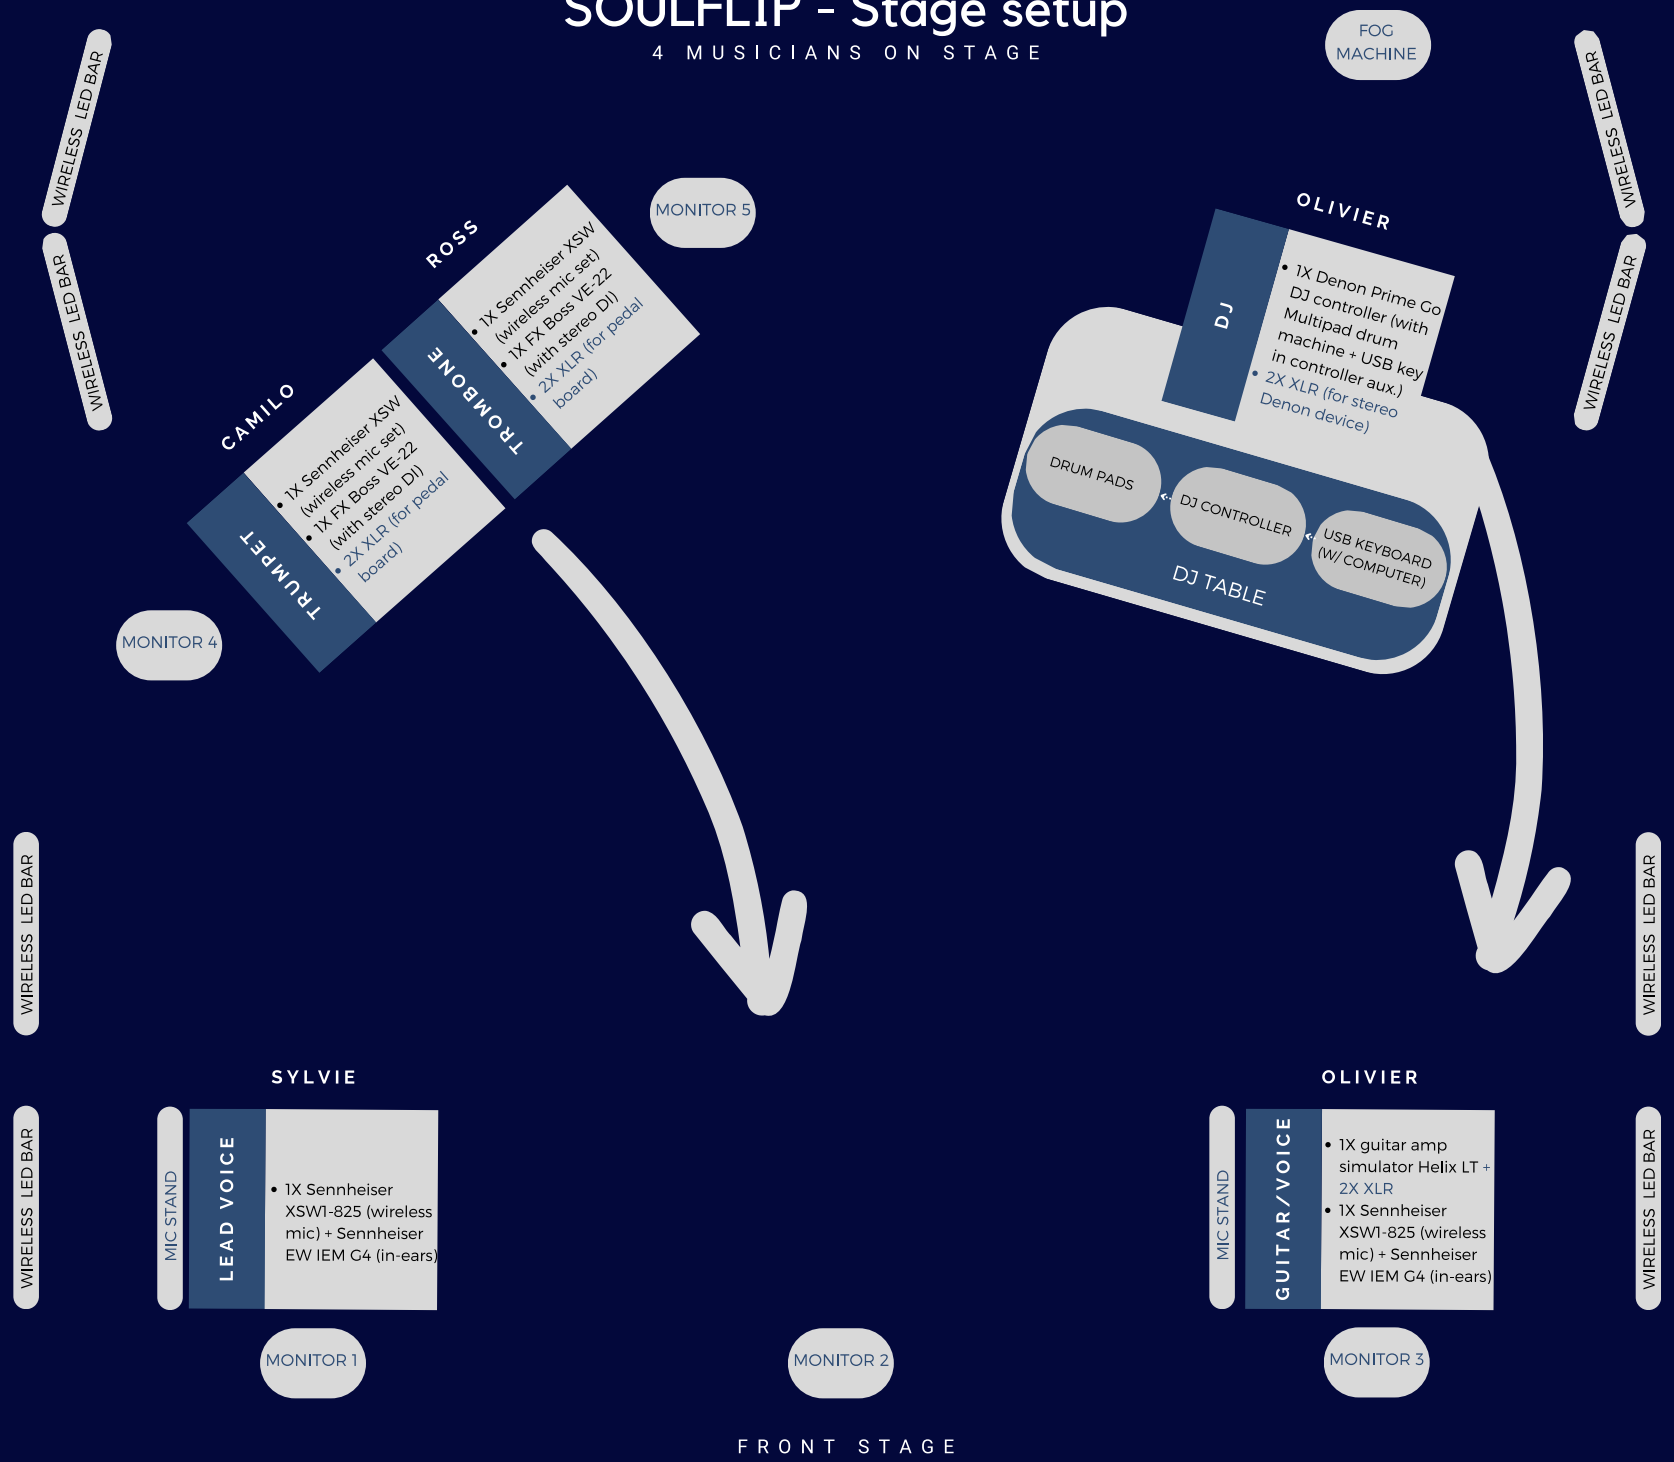 SOULFLIP - Stage setup
4 MUSICIANS ON STAGE
FOG
MACHINE
WIRELESS LED BAR
WIRELESS LED BAR
WIRELESS LED BAR
WIRELESS LED BAR
MONITOR 5
ROSS
TROMBONE
• 1X Sennheiser XSW
(wireless mic set)
• 1X FX Boss VE-22
(with stereo DI)
• 2X XLR (for pedal
board)
CAMILO
TRUMPET
• 1X Sennheiser XSW
(wireless mic set)
• 1X FX Boss VE-22
(with stereo DI)
• 2X XLR (for pedal
board)
MONITOR 4
OLIVIER
DJ
• 1X Denon Prime Go
DJ controller (with
Multipad drum
machine + USB key
in controller aux.)
• 2X XLR (for stereo
Denon device)
DRUM PADS
DJ CONTROLLER
USB KEYBOARD
(W/ COMPUTER)
DJ TABLE
WIRELESS LED BAR
WIRELESS LED BAR
SYLVIE
WIRELESS LED BAR
MIC STAND
LEAD VOICE
• 1X Sennheiser
XSW1-825 (wireless
mic) + Sennheiser
EW IEM G4 (in-ears)
OLIVIER
MIC STAND
GUITAR/VOICE
• 1X guitar amp
simulator Helix LT +
2X XLR
• 1X Sennheiser
XSW1-825 (wireless
mic) + Sennheiser
EW IEM G4 (in-ears)
WIRELESS LED BAR
MONITOR 1
MONITOR 2
MONITOR 3
FRONT STAGE